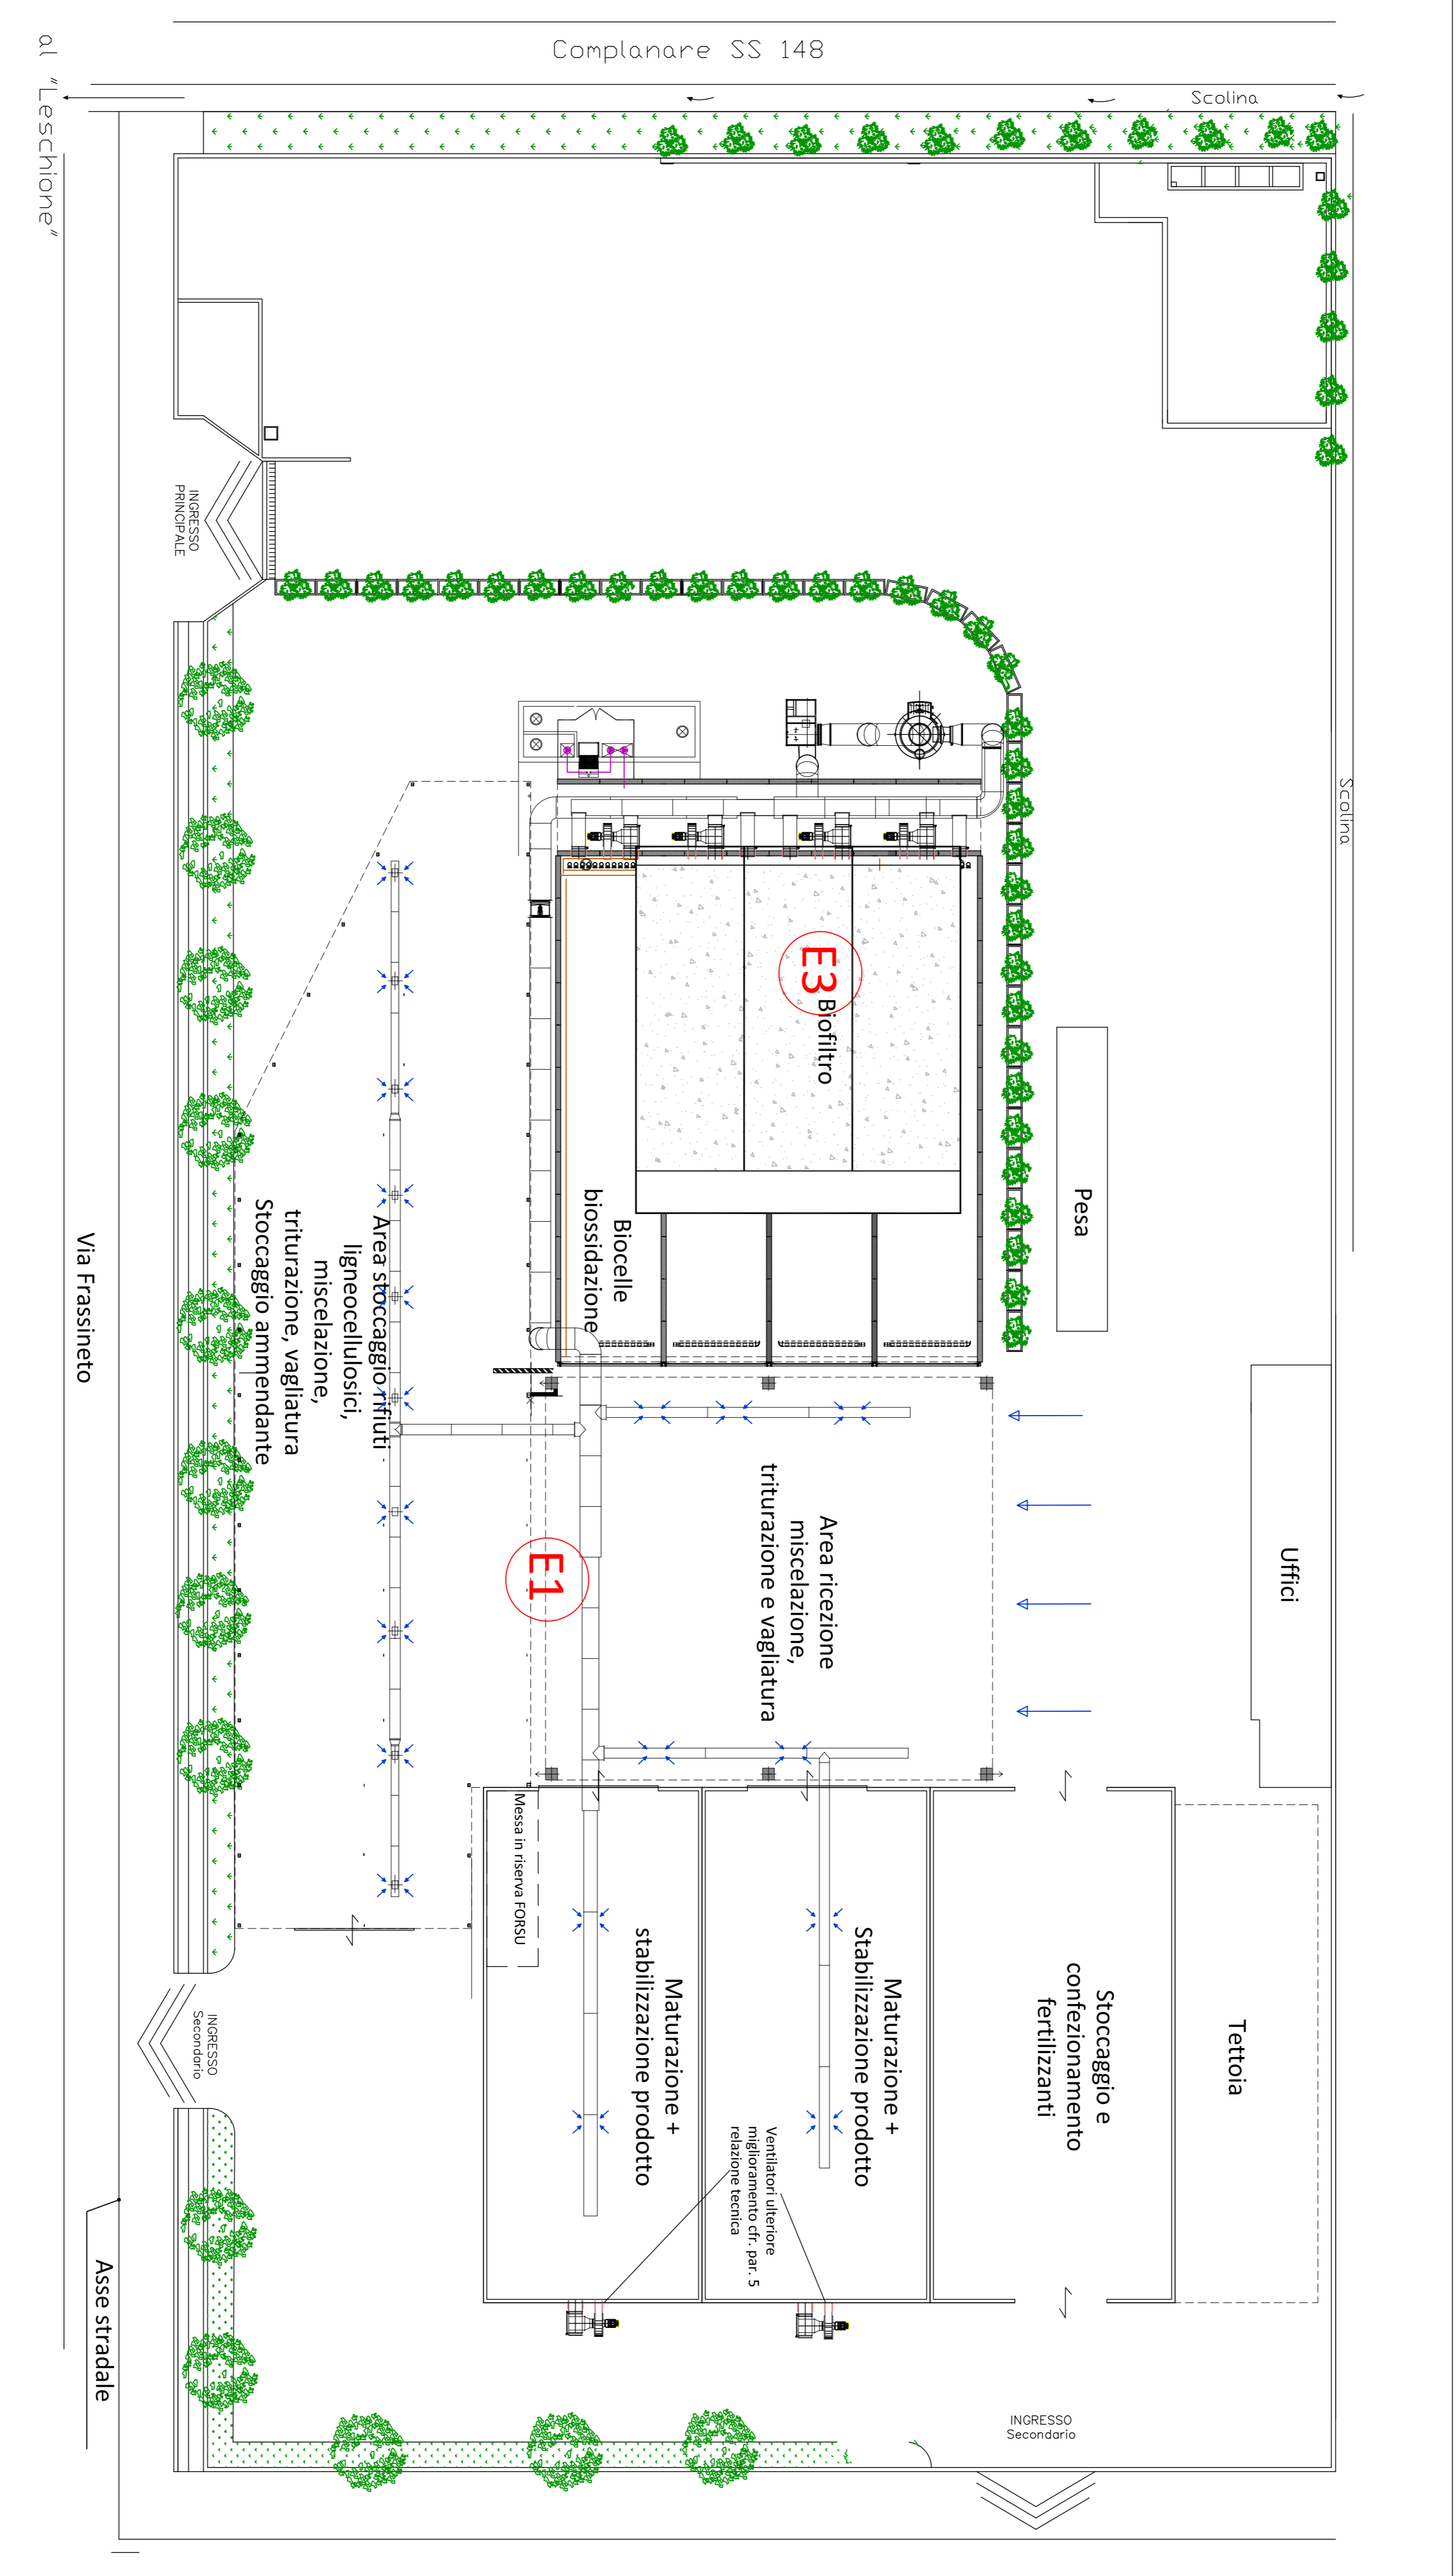 Complanare SS 148
Scolina
al "Leschione"
INGRESSO
PRINCIPALE
Scolina
E3
Biofiltro
Pesa
Biocelle
biossidazione
Area stoccaggio rifiuti
ligneocellulosici,
miscelazione,
triturazione, vagliatura
Stoccaggio ammendante
Via Frassineto
Uffici
Area ricezione
miscelazione,
triturazione e vagliatura
E1
Messa in riserva FORSU
Maturazione +
stabilizzazione prodotto
Maturazione +
Stabilizzazione prodotto
Stoccaggio e
confezionamento
fertilizzanti
Tettoia
INGRESSO
Secondario
Ventilatori ulteriore
miglioramento cfr. par. 5
relazione tecnica
Asse stradale
INGRESSO
Secondario